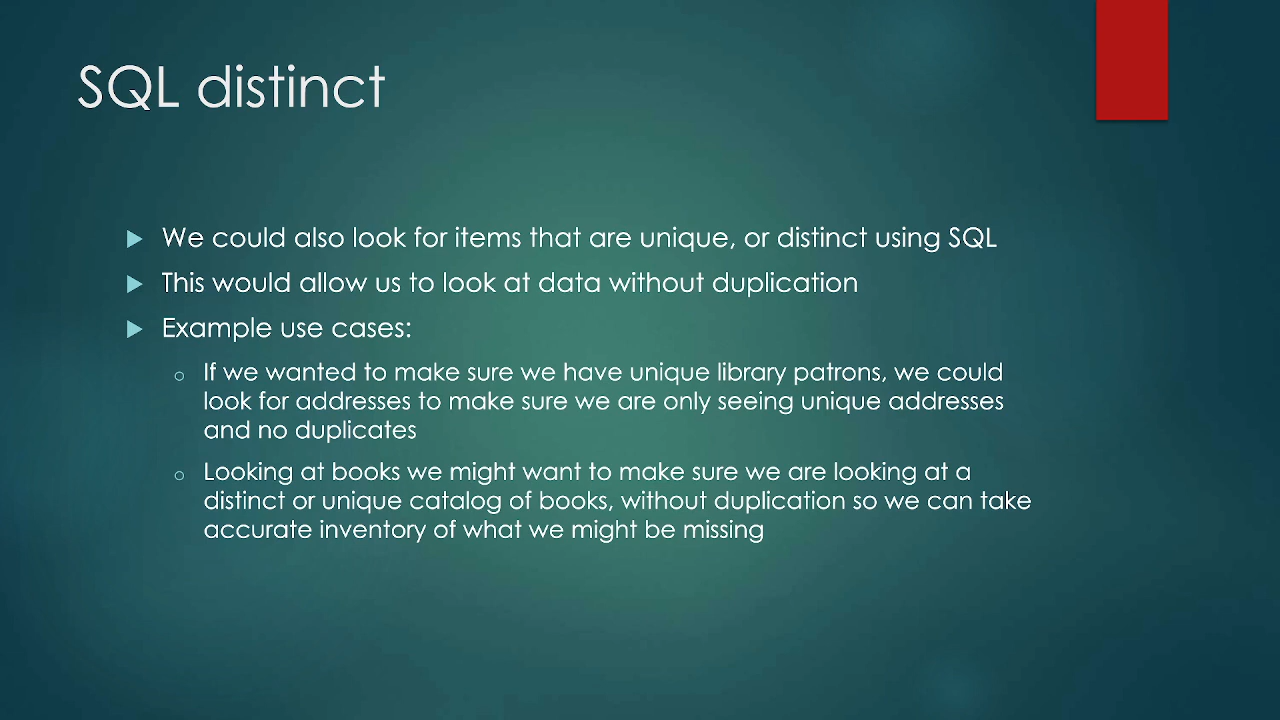 SQL distinct
We could also look for items that are unique, or distinct using SQL
This would allow us to look at data without duplication
Example use cases:
If we wanted to make sure we have unique library patrons, we could
look for addresses to make sure we are only seeing unique addresses
and no duplicates
Looking at books we might want to make sure we are looking at a
distinct or unique catalog of books, without duplication so we can take
accurate inventory of what we might be missing